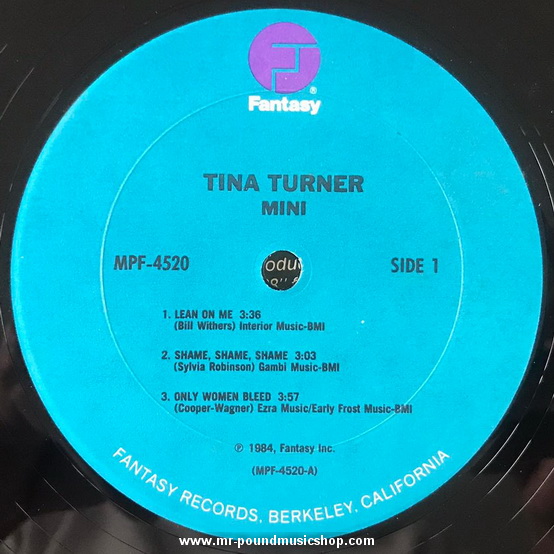 Fantasy
®
TINA TURNER
MINI
MPF-4520
SIDE 1
1. LEAN ON ME 3:36
(Bill Withers) Interior Music-BMI
2. SHAME, SHAME, SHAME 3:03
(Sylvia Robinson) Gambi Music-BMI
3. ONLY WOMEN BLEED 3:57
(Cooper-Wagner) Ezra Music/Early Frost Music-BMI
℗ 1984, Fantasy Inc.
(MPF-4520-A)
FANTASY RECORDS, BERKELEY, CALIFORNIA
www.mr-poundmusicshop.com